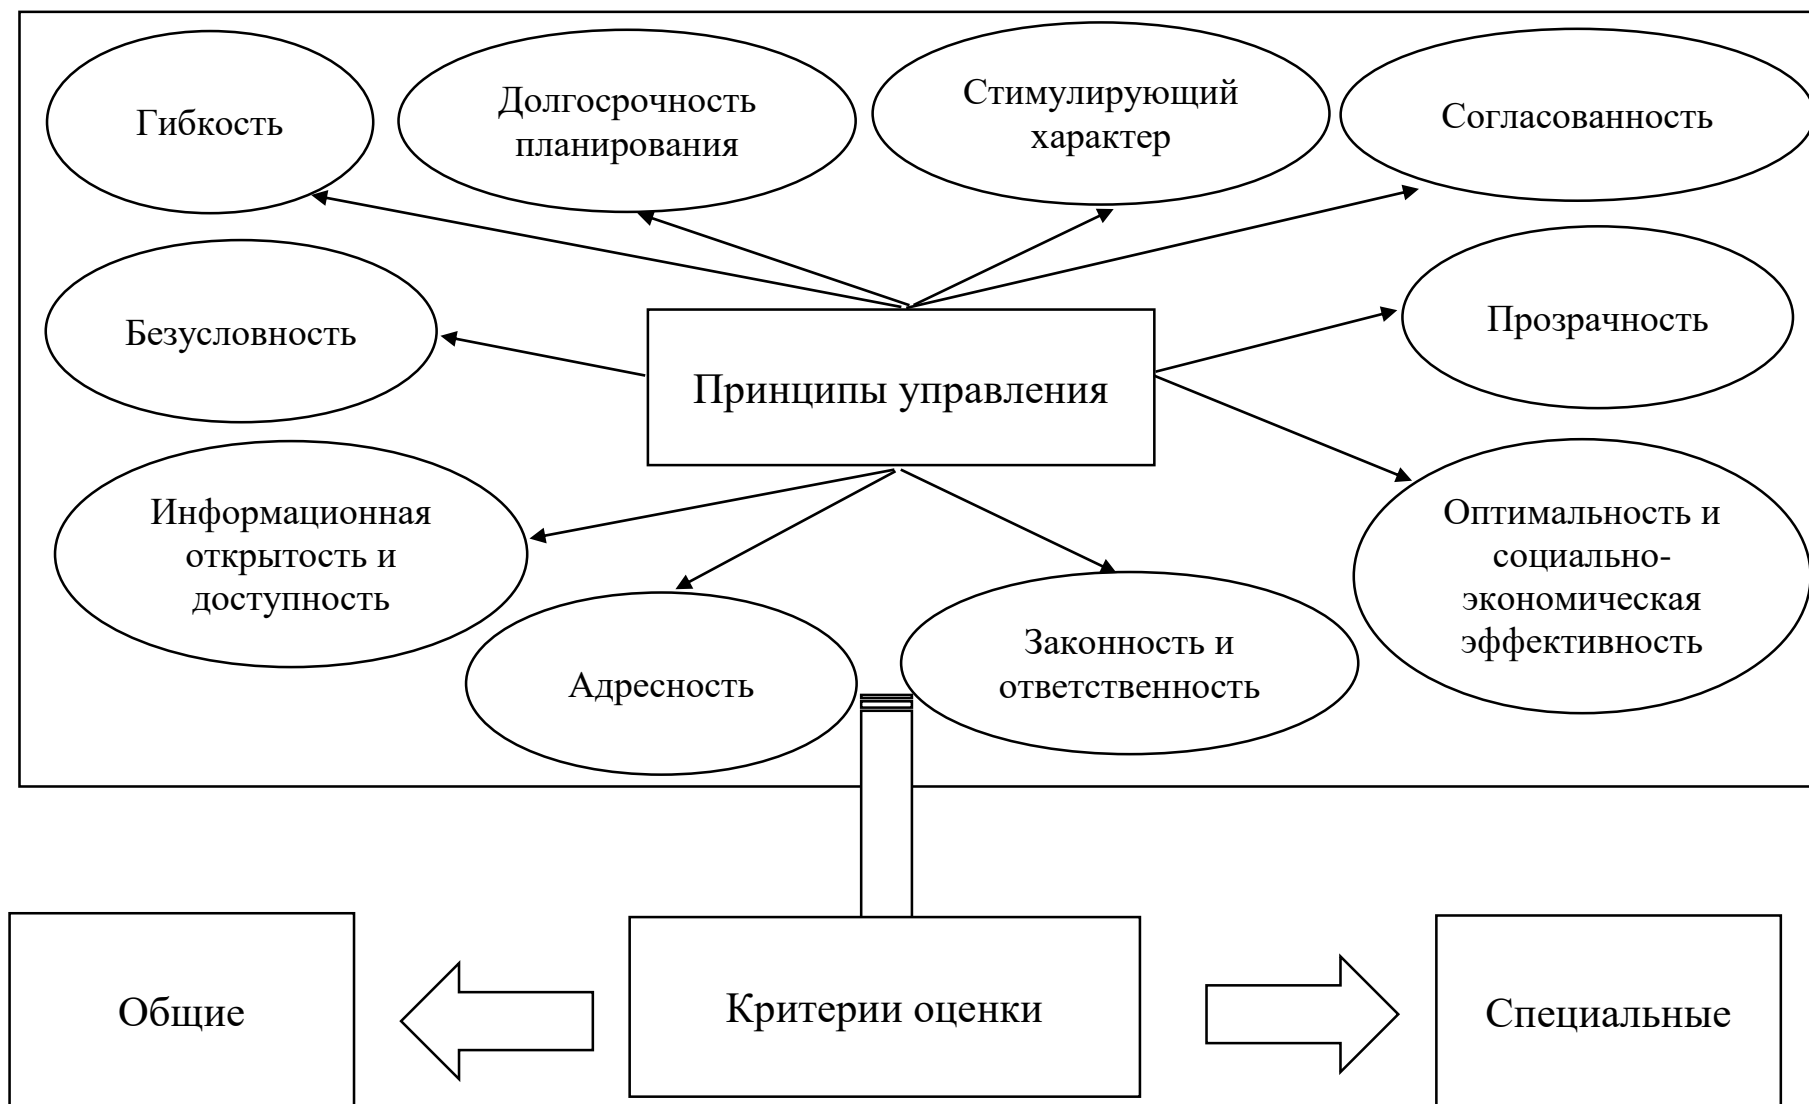 Гибкость
Долгосрочность
планирования
Стимулирующий
характер
Согласованность
Безусловность
Принципы управления
Прозрачность
Информационная
открытость и
доступность
Адресность
Законность и
ответственность
Оптимальность и
социально-
экономическая
эффективность
Общие
Критерии оценки
Специальные